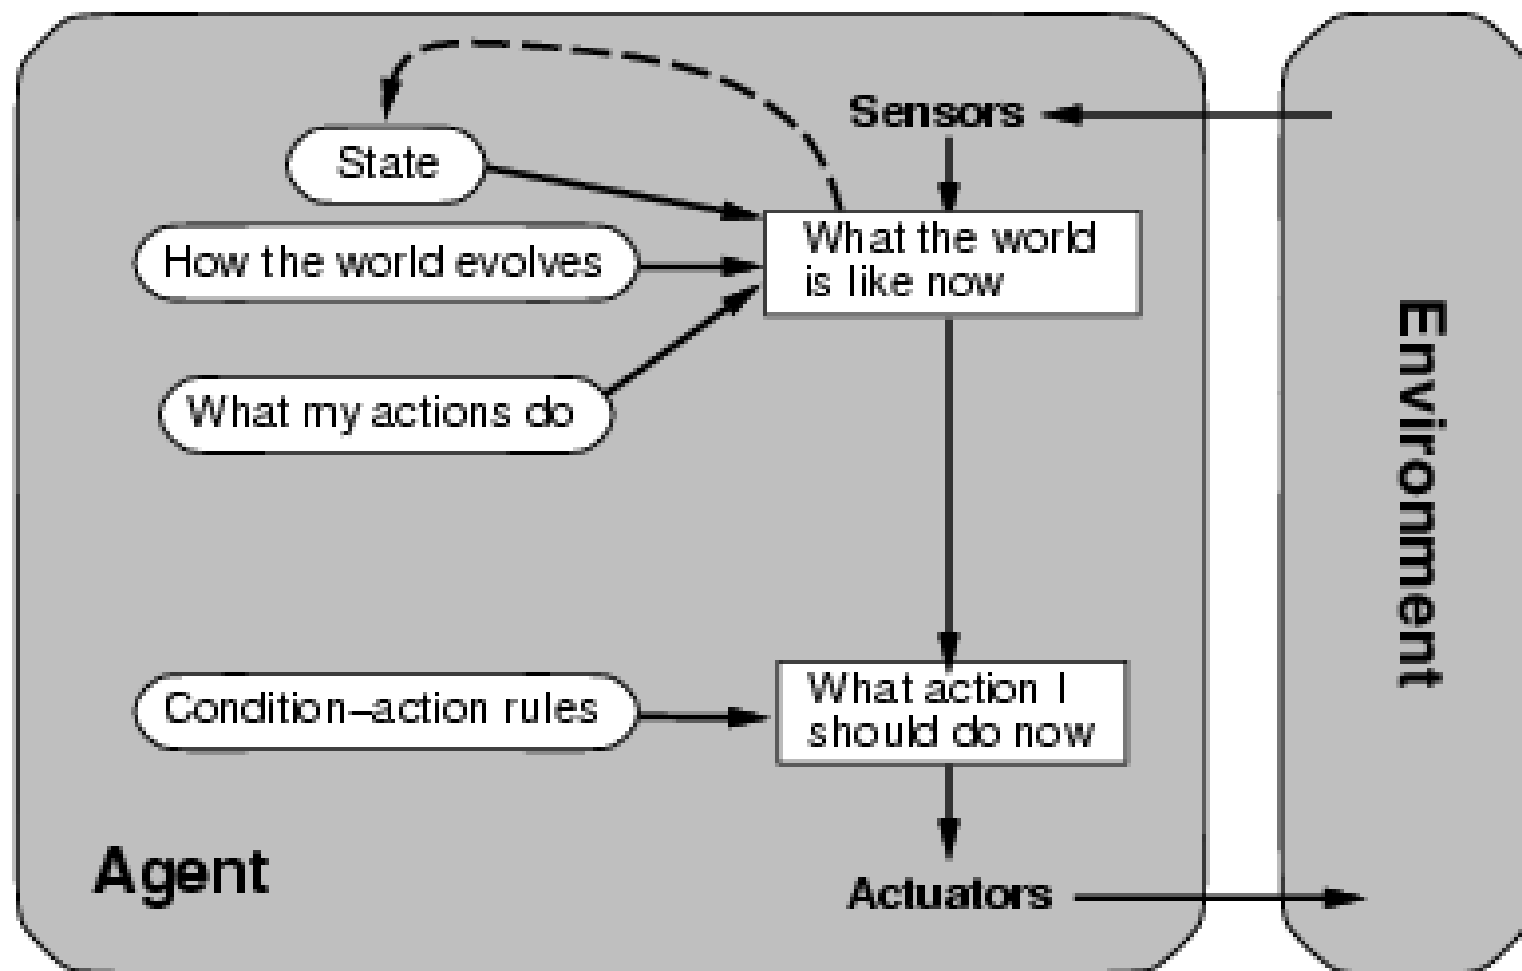 Sensors
State
What the world
is like now
How the world evolves
What my actions do
Environment
Condition–action rules
What action I
should do now
Agent
Actuators